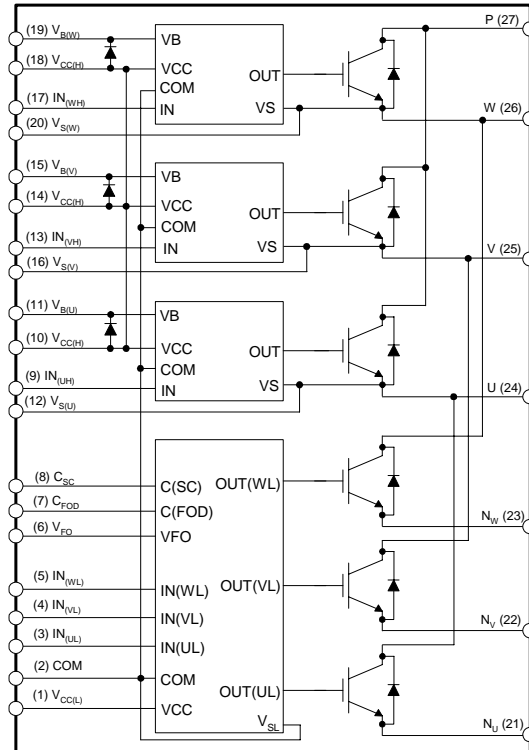 (19) VB(W)
(18) VCC(H)
(17) IN(WH)
(20) VS(W)
VB
VCC
COM
IN
OUT
VS
P (27)
W (26)
(15) VB(V)
(14) VCC(H)
(13) IN(VH)
(16) VS(V)
VB
VCC
COM
IN
OUT
VS
V (25)
(11) VB(U)
(10) VCC(H)
(9) IN(UH)
(12) VS(U)
VB
VCC
COM
IN
OUT
VS
U (24)
(8) CSC
(7) CFOD
(6) VFO
(5) IN(WL)
(4) IN(VL)
(3) IN(UL)
(2) COM
(1) VCC(L)
C(SC)
C(FOD)
VFO
IN(WL)
IN(VL)
IN(UL)
COM
VCC
OUT(WL)
OUT(VL)
OUT(UL)
VSL
NW (23)
NV (22)
NU (21)